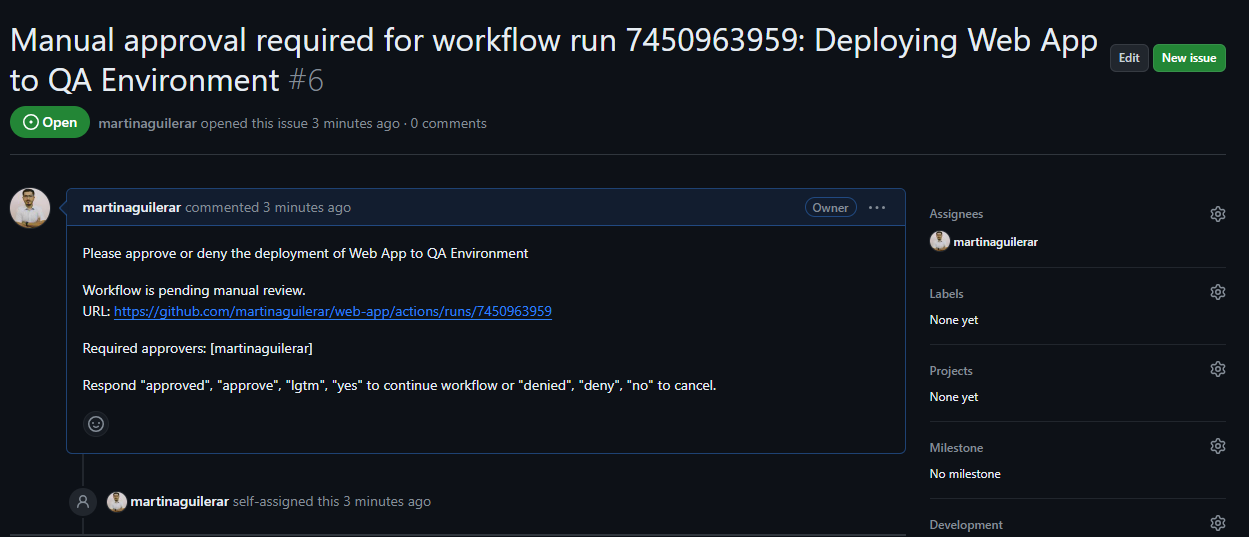 Manual approval required for workflow run 7450963959: Deploying Web App
to QA Environment #6
Edit
New issue
Open
martinaguilerar opened this issue 3 minutes ago · 0 comments
martinaguilerar commented 3 minutes ago
Owner
Please approve or deny the deployment of Web App to QA Environment
Workflow is pending manual review.
URL: https://github.com/martinaguilerar/web-app/actions/runs/7450963959
Required approvers: [martinaguilerar]
Respond "approved", "approve", "lgtm", "yes" to continue workflow or "denied", "deny", "no" to cancel.
martinaguilerar self-assigned this 3 minutes ago
Assignees
martinaguilerar
Labels
None yet
Projects
None yet
Milestone
No milestone
Development